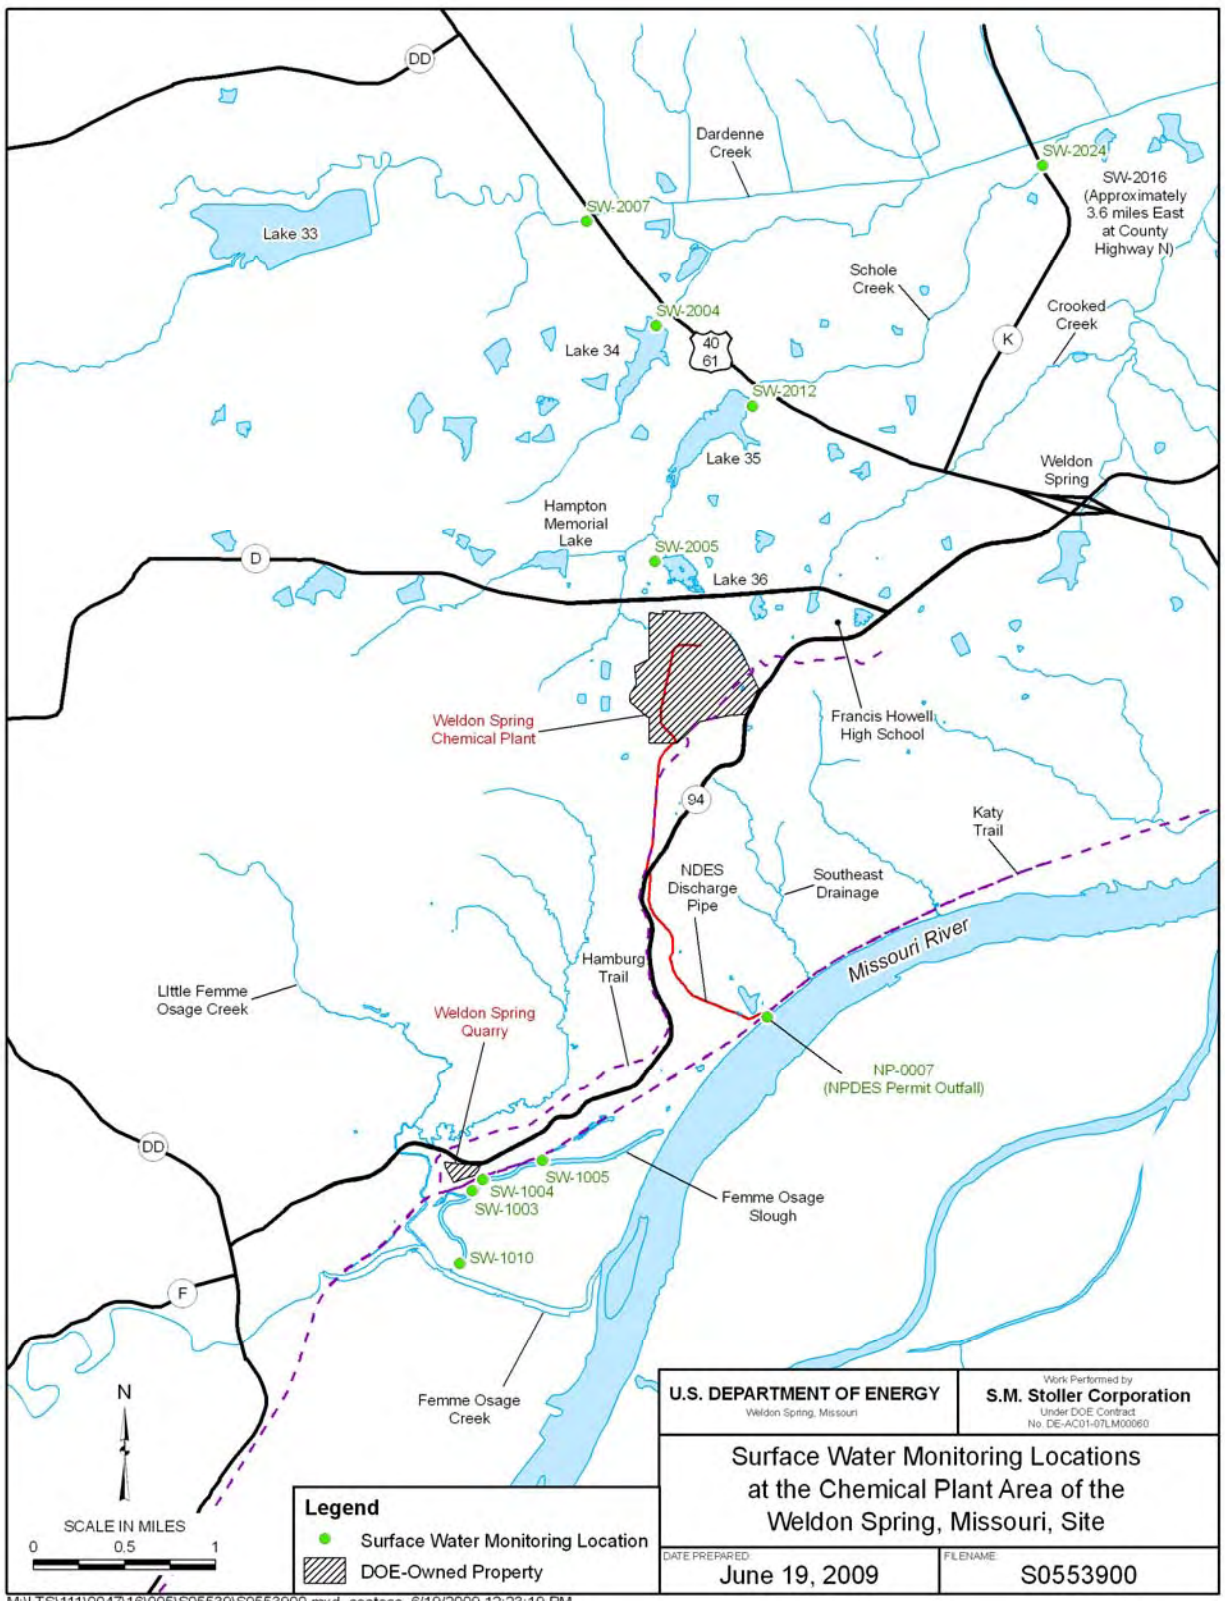 DD
Dardenne
Creek
SW-2024
SW-2016
(Approximately
3.6 miles East
at County
Highway N)
SW-2007
Lake 33
Schole
Creek
Crooked
Creek
SW-2004
Lake 34
40
61
K
SW-2012
Lake 35
Weldon
Spring
Hampton
Memorial
Lake
SW-2005
D
Lake 36
Weldon Spring
Chemical Plant
Francis Howell
High School
94
Katy
Trail
NDES
Discharge
Pipe
Southeast
Drainage
Missouri River
Hamburg
Trail
LIttle Femme
Osage Creek
Weldon Spring
Quarry
NP-0007
(NPDES Permit Outfall)
DD
SW-1005
SW-1004
SW-1003
Femme Osage
Slough
SW-1010
F
Femme Osage
Creek
N
SCALE IN MILES
0 0.5 1
Legend
Surface Water Monitoring Location
DOE-Owned Property
U.S. DEPARTMENT OF ENERGY
Weldon Spring, Missouri
Work Performed by
S.M. Stoller Corporation
Under DOE Contract
No. DE-AC01-07LM00060
Surface Water Monitoring Locations
at the Chemical Plant Area of the
Weldon Spring, Missouri, Site
DATE PREPARED:
June 19, 2009
FILENAME:
S0553900